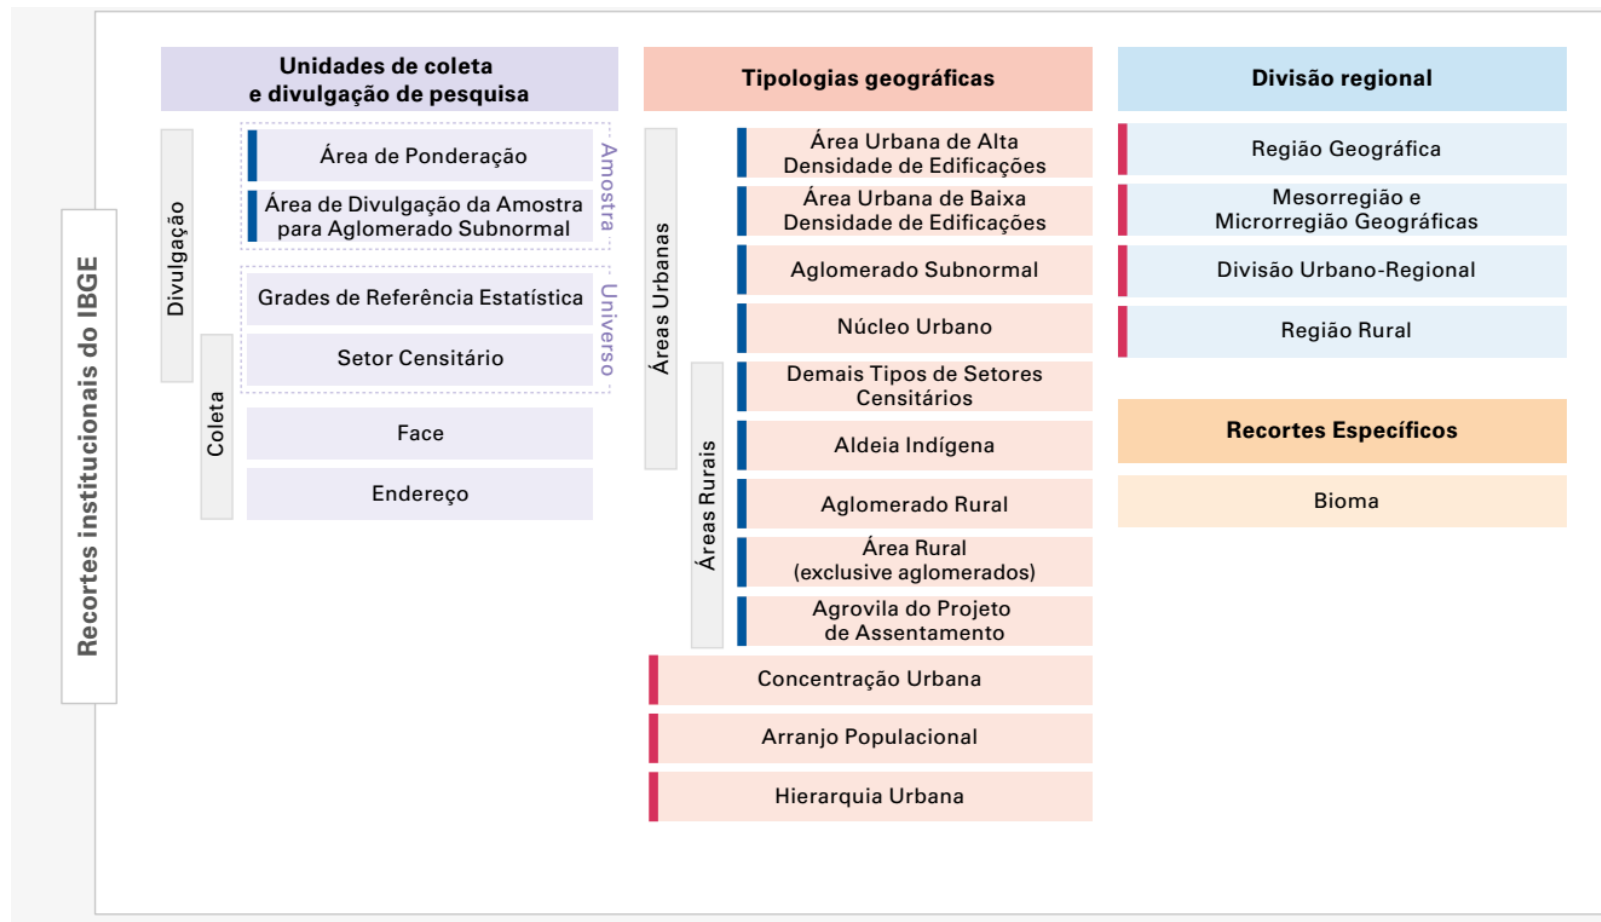 Recortes institucionais do IBGE
Unidades de coleta
e divulgação de pesquisa
Divulgação
Coleta
Área de Ponderação
Área de Divulgação da Amostra
para Aglomerado Subnormal
Amostra
Grades de Referência Estatística
Setor Censitário
Universo
Face
Endereço
Tipologias geográficas
Áreas Urbanas
Áreas Rurais
Área Urbana de Alta
Densidade de Edificações
Área Urbana de Baixa
Densidade de Edificações
Aglomerado Subnormal
Núcleo Urbano
Demais Tipos de Setores
Censitários
Aldeia Indígena
Aglomerado Rural
Área Rural
(exclusive aglomerados)
Agrovila do Projeto
de Assentamento
Concentração Urbana
Arranjo Populacional
Hierarquia Urbana
Divisão regional
Região Geográfica
Mesorregião e
Microrregião Geográficas
Divisão Urbano-Regional
Região Rural
Recortes Específicos
Bioma